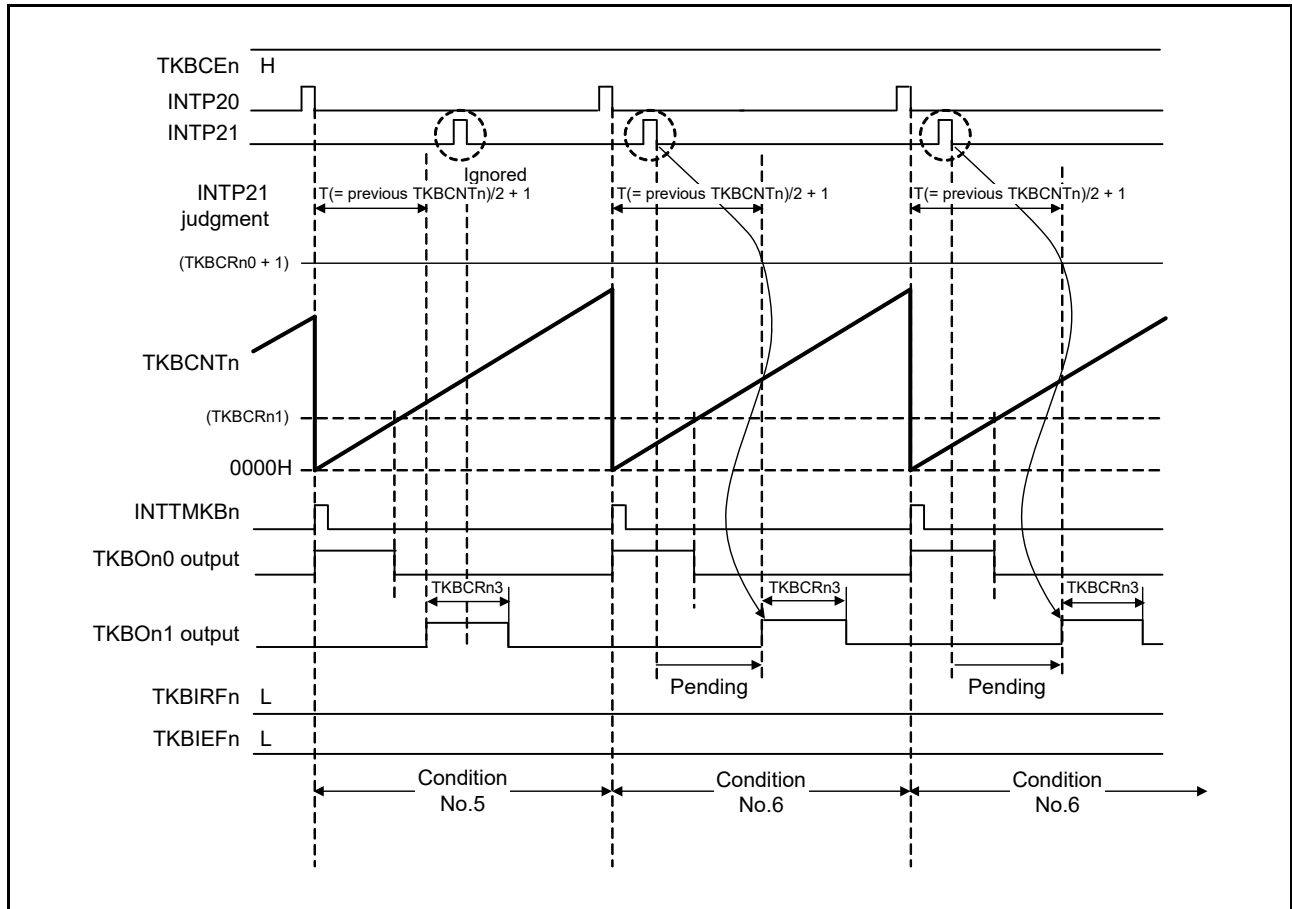 TKBCEn H
INTP20
INTP21
Ignored
INTP21
judgment
T(= previous TKBCNTn)/2 + 1
T(= previous TKBCNTn)/2 + 1
T(= previous TKBCNTn)/2 + 1
(TKBCRn0 + 1)
TKBCNTn
(TKBCRn1)
0000H
INTTMKBn
TKBOn0 output
TKBCRn3
TKBCRn3
TKBCRn3
TKBOn1 output
Pending
Pending
TKBIRFn L
TKBIEFn L
Condition
No.5
Condition
No.6
Condition
No.6